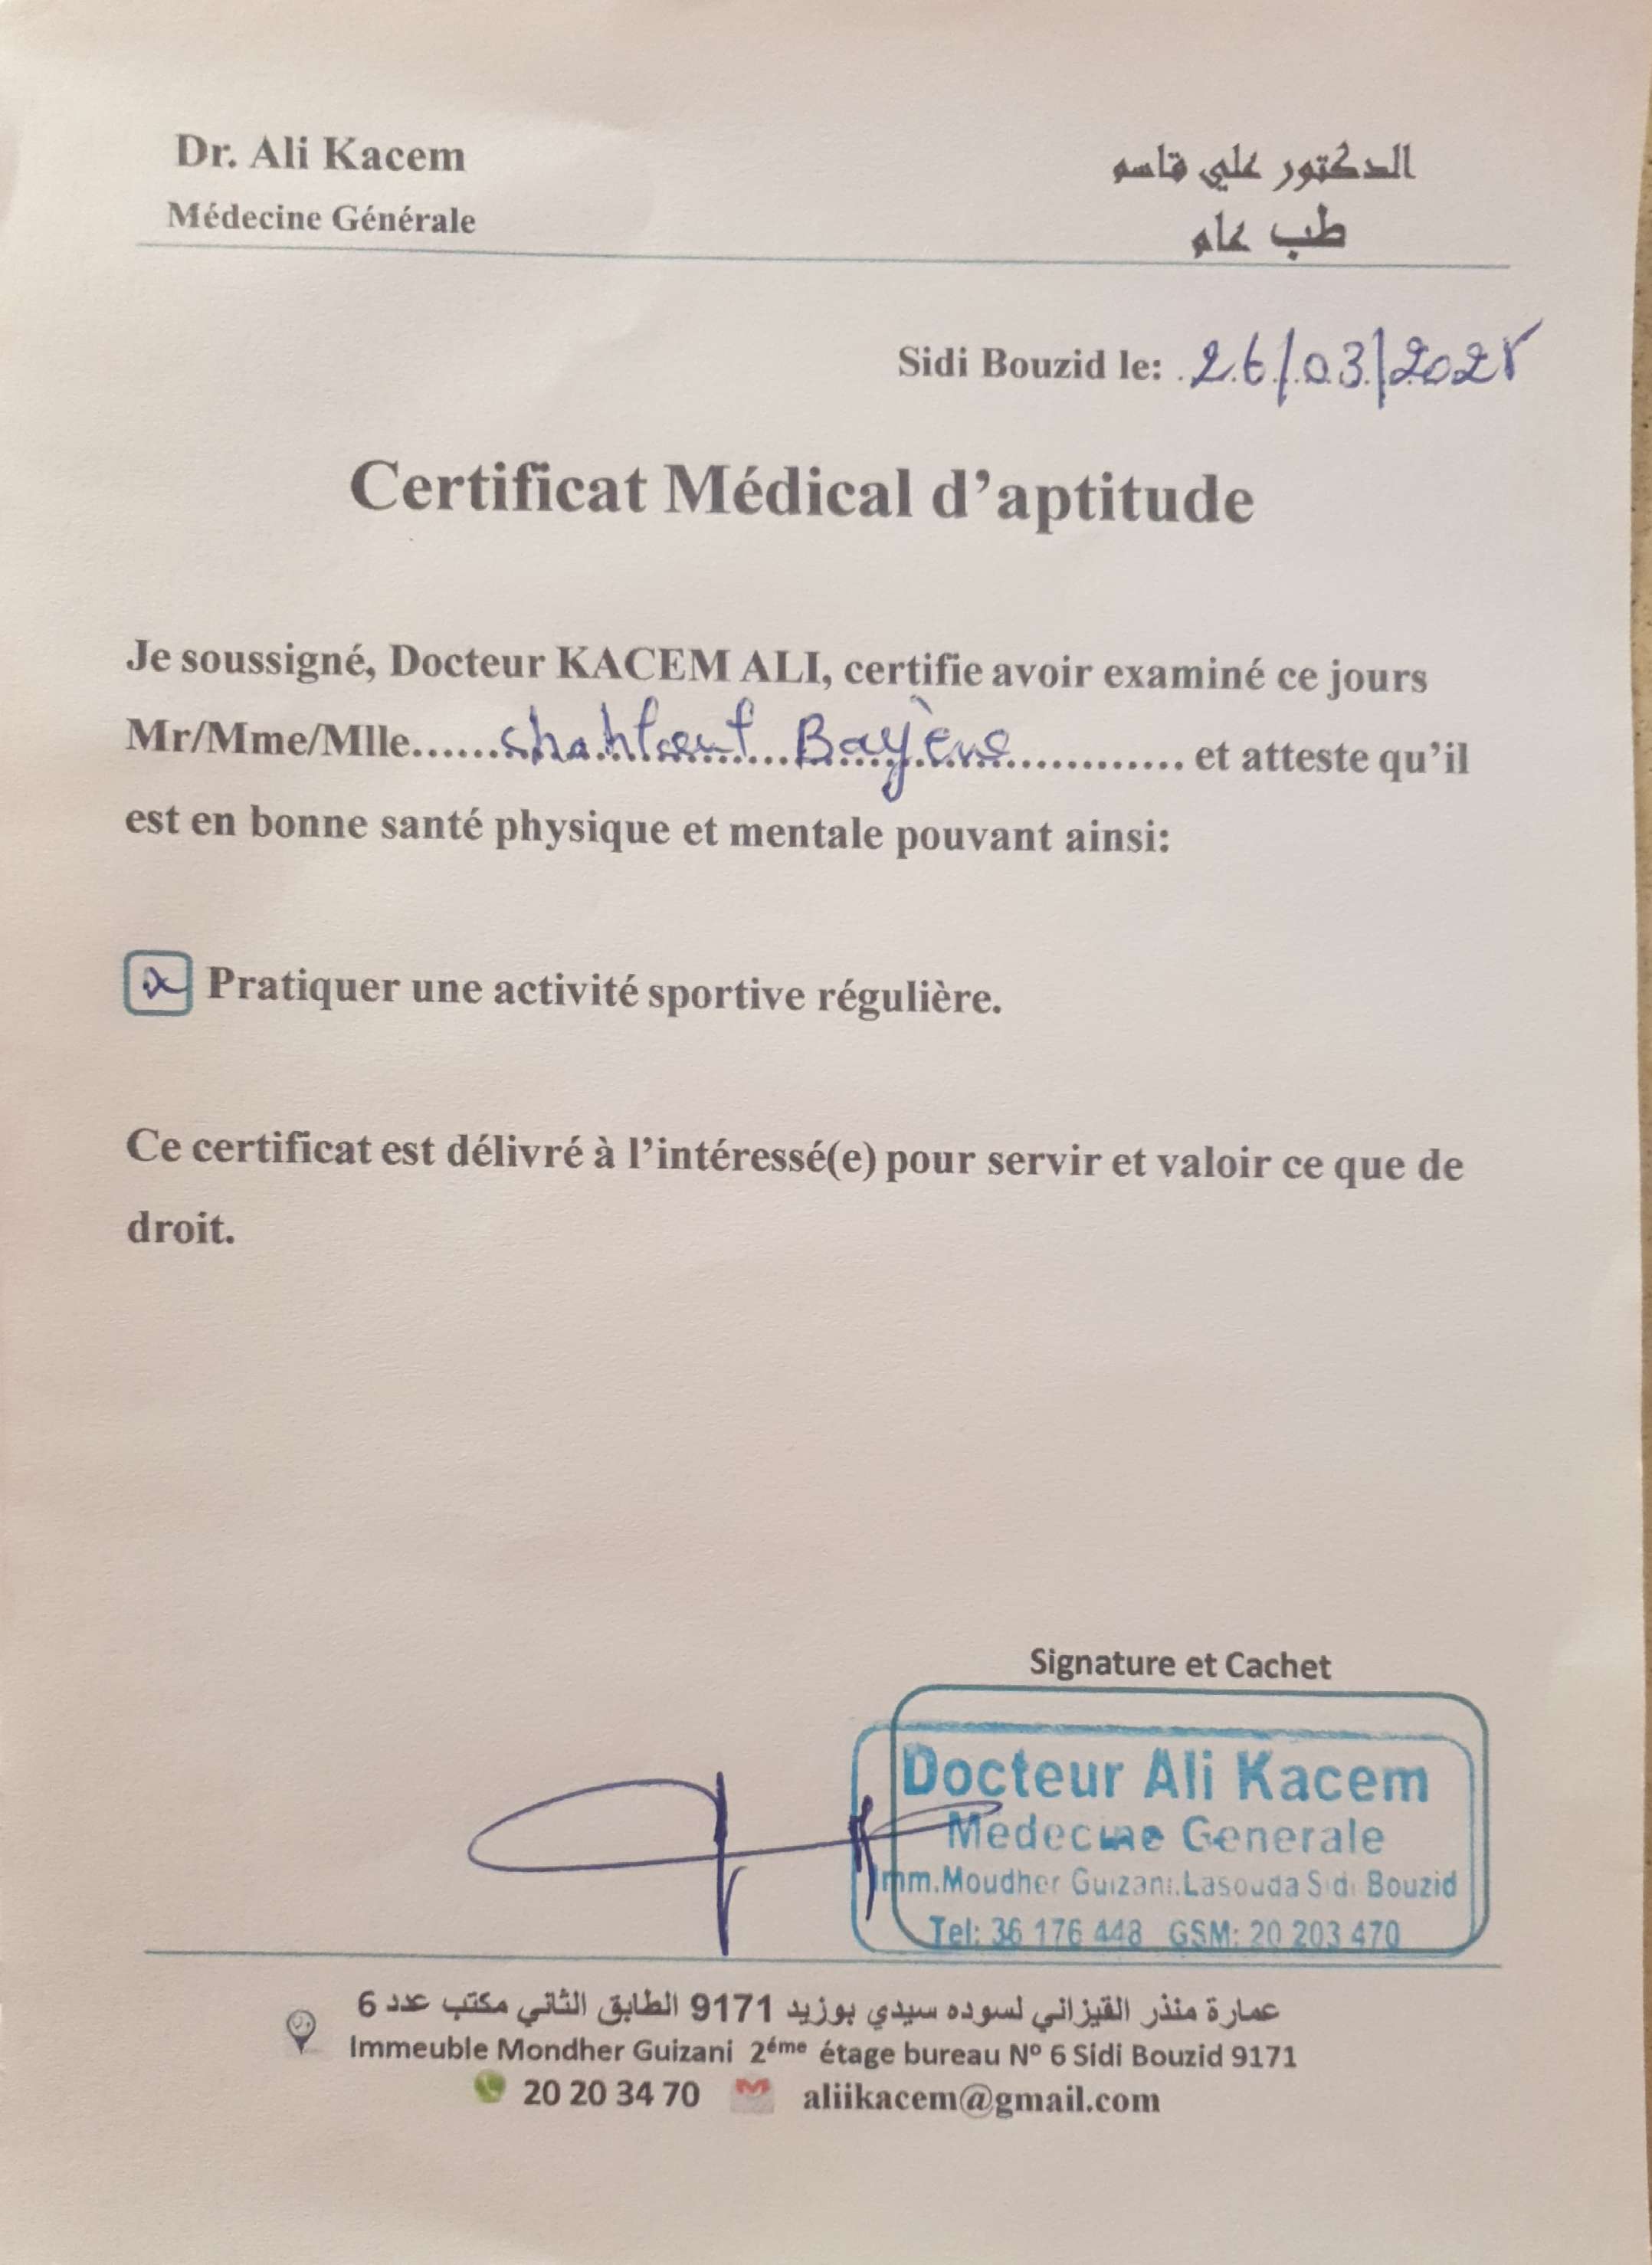 Dr. Ali Kacem
Médecine Générale
الدكتور علي قاسم
طب عام
Sidi Bouzid le: 26/03/2025
Certificat Médical d'aptitude
Je soussigné, Docteur KACEM ALI, certifie avoir examiné ce jours
Mr/Mme/Mlle...... ............ et atteste qu'il
est en bonne santé physique et mentale pouvant ainsi:
x Pratiquer une activité sportive régulière.
Ce certificat est délivré à l'intéressé(e) pour servir et valoir ce que de
droit.
Signature et Cachet
Docteur Ali Kacem
Medecine Generale
Imm.Moudher Guizani.Lasouda Sidi Bouzid
Tel: 36 176 448 GSM: 20 203 470
عمارة منذر القيزاني لسوده سيدي بوزيد 9171 الطابق الثاني مكتب عدد 6
Immeuble Mondher Guizani 2éme étage bureau N° 6 Sidi Bouzid 9171
20 20 34 70 aliikacem@gmail.com